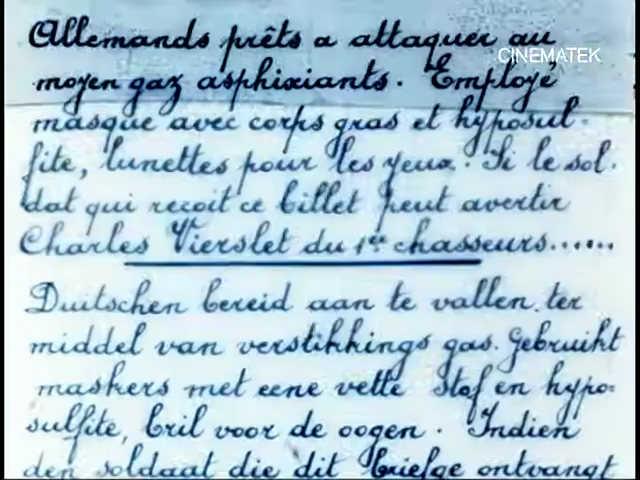 Allemands prêts a attaquer au
CINEMATEK
moyen gaz asphixiants. Employé
masque avec corps gras et hyposul-
fite, lunettes pour les yeux. Si le sol-
dat qui reçoit ce billet peut avertir
Charles Vierslet du 1er chasseurs......
Duitschen bereid aan te vallen ter
middel van verstikkings gas. Gebruikt
maskers met eene vette stof en hypo-
sulfite, bril voor de oogen. Indien
den soldaat die dit briefge ontvangt